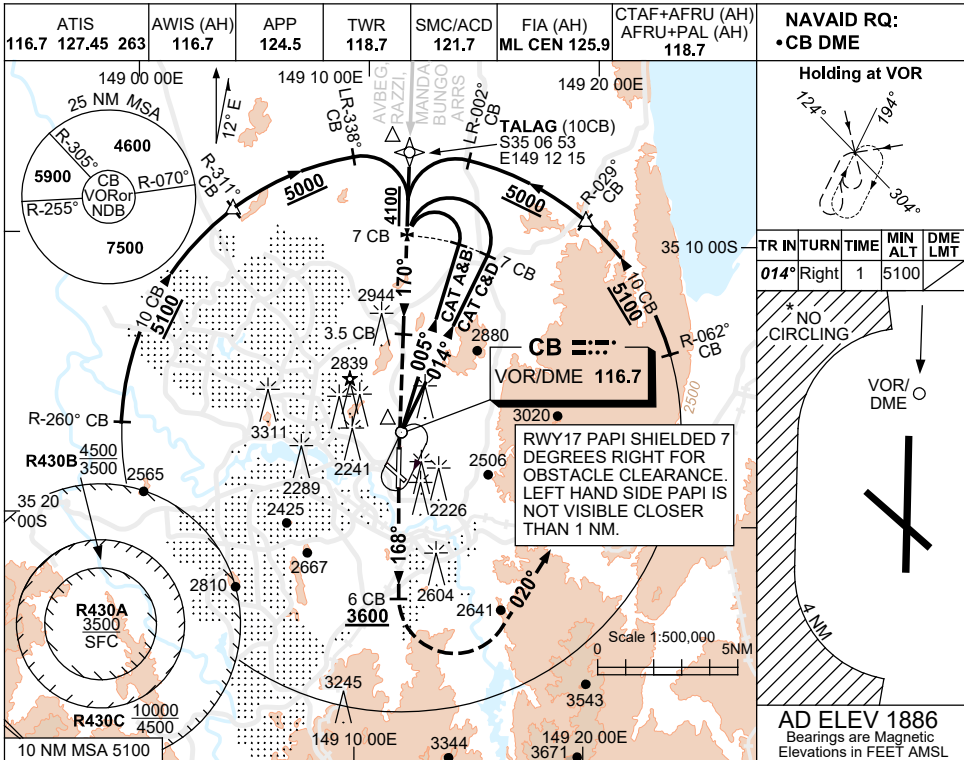 ATIS
116.7 127.45 263
AWIS (AH)
116.7
APP
124.5
TWR
118.7
SMC/ACD
121.7
FIA (AH)
ML CEN 125.9
CTAF+AFRU (AH)
AFRU+PAL (AH)
118.7
NAVAID RQ:
• CB DME
149 00 00E
149 10 00E
149 20 00E
25 NM MSA
4600
R-305°
5900
CB
VORor
NDB
R-070°
R-255°
7500
12° E
AVBEG,
RAZZI,
MANDA
BUNGO
ARRS
LR-338°
CB
LR-002°
CB
TALAG (10CB)
S35 06 53
E149 12 15
R-311°
CB
5000
5000
R-029°
CB
4100
7 CB
7 CB
35 10 00S
10 CB
5100
10 CB
5100
170°
CAT A&B
CAT C&D
005°
014°
2944
3.5 CB
2880
R-062°
CB
2500
2839
CB
VOR/DME 116.7
3020
R-260° CB
3311
2241
2289
R430B 4500
3500
2565
2506
RWY17 PAPI SHIELDED 7
DEGREES RIGHT FOR
OBSTACLE CLEARANCE.
LEFT HAND SIDE PAPI IS
NOT VISIBLE CLOSER
THAN 1 NM.
35 20
00S
2425
2226
2667
168°
2604
020°
2810
6 CB
3600
2641
R430A
3500
SFC
Scale 1:500,000
0
5NM
R430C 10000
4500
3245
3543
149 10 00E
149 20 00E
3344
3671
10 NM MSA 5100
Holding at VOR
124°
194°
304°
TR IN
TURN
TIME
MIN
ALT
DME
LMT
014°
Right
1
5100
* NO
CIRCLING
VOR/
DME
4 NM
AD ELEV 1886
Bearings are Magnetic
Elevations in FEET AMSL